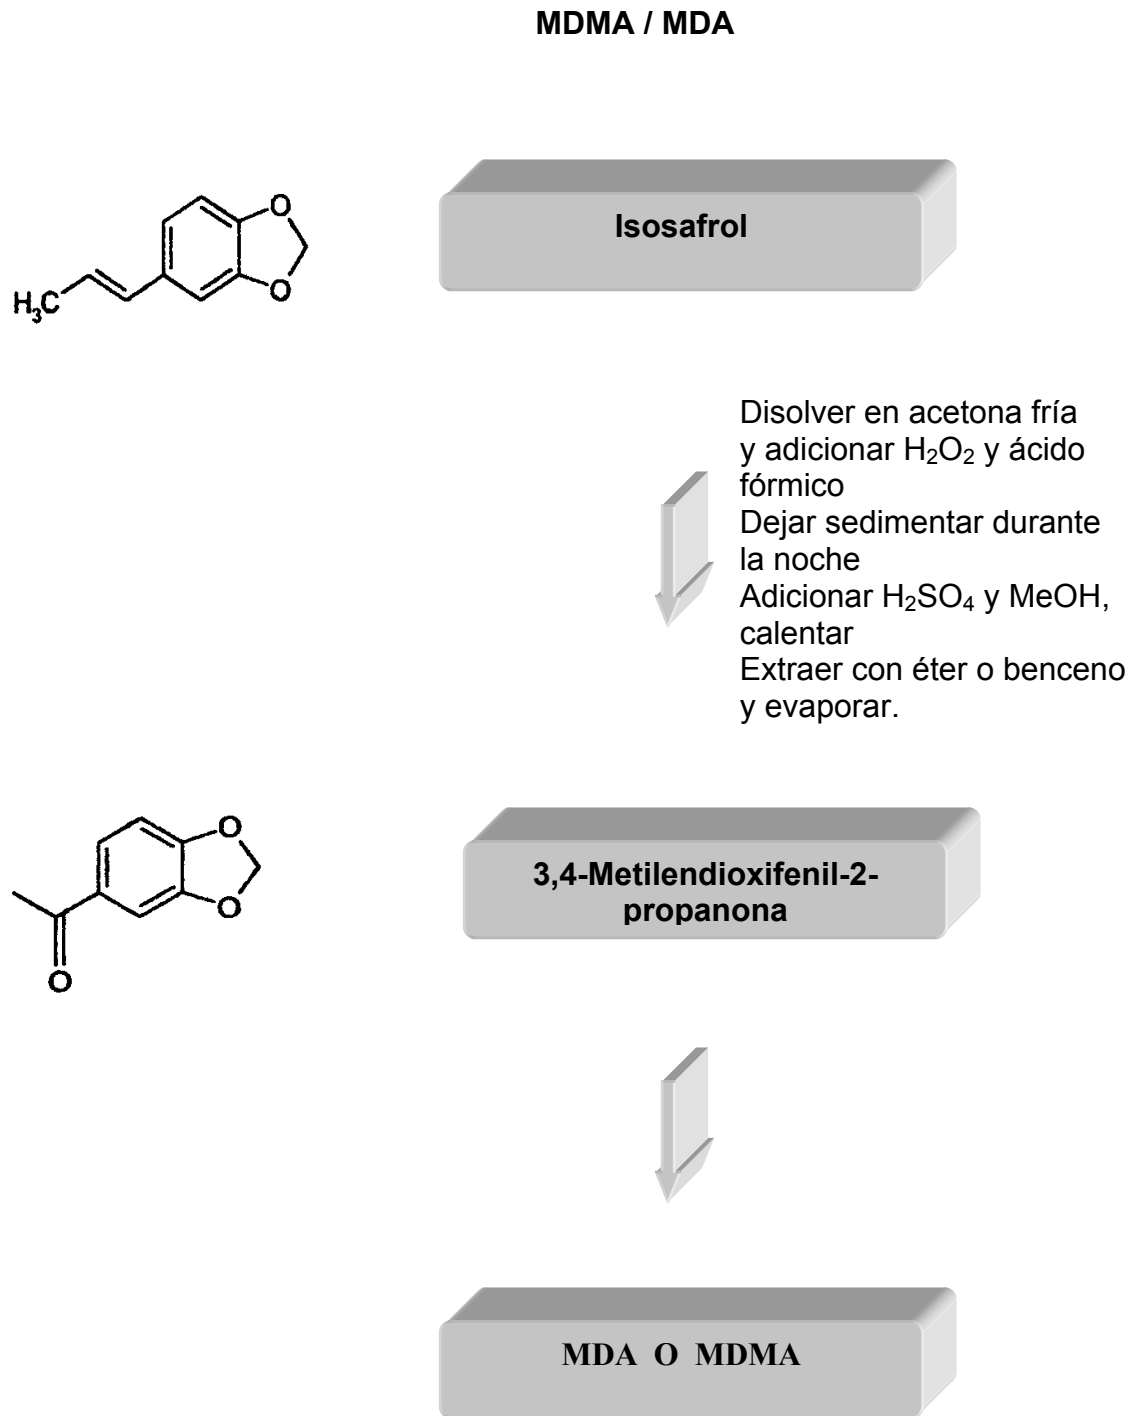 MDMA / MDA
Isosafrol
O
O
H₃C
Disolver en acetona fría
y adicionar H₂O₂ y ácido
fórmico
Dejar sedimentar durante
la noche
Adicionar H₂SO₄ y MeOH,
calentar
Extraer con éter o benceno
y evaporar.
O
O
O
3,4-Metilendioxifenil-2-
propanona
MDA O MDMA